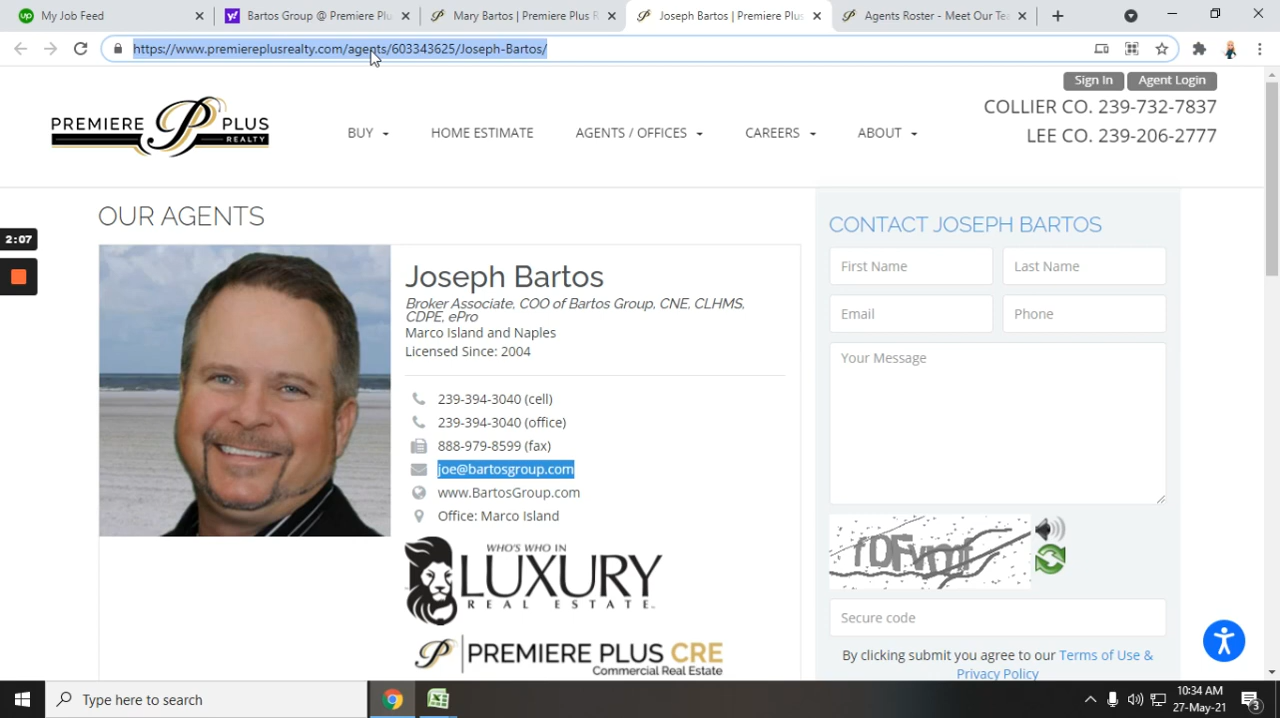 My Job Feed
Bartos Group @ Premiere Plu
Mary Bartos | Premiere Plus R
Joseph Bartos | Premiere Plus
Agents Roster - Meet Our Tea
https://www.premiereplusrealty.com/agents/603343625/Joseph-Bartos/
Sign In
Agent Login
PREMIERE PLUS
REALTY
COLLIER CO. 239-732-7837
LEE CO. 239-206-2777
BUY
HOME ESTIMATE
AGENTS / OFFICES
CAREERS
ABOUT
2:07
OUR AGENTS
Joseph Bartos
Broker Associate, COO of Bartos Group, CNE, CLHMS,
CDPE, ePro
Marco Island and Naples
Licensed Since: 2004
239-394-3040 (cell)
239-394-3040 (office)
888-979-8599 (fax)
joe@bartosgroup.com
www.BartosGroup.com
Office: Marco Island
WHO'S WHO IN
LUXURY
REAL ESTATE
PREMIERE PLUS CRE
Commercial Real Estate
CONTACT JOSEPH BARTOS
First Name
Last Name
Email
Phone
Your Message
Secure code
By clicking submit you agree to our Terms of Use &
Privacy Policy
Type here to search
10:34 AM
27-May-21
3